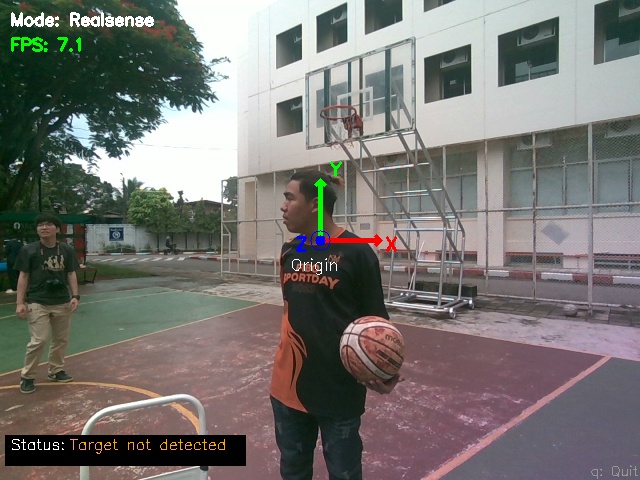 Mode: Realsense
FPS: 7.1
Y
Z
X
Origin
SPORTDAY
Status: Target not detected
q: Quit